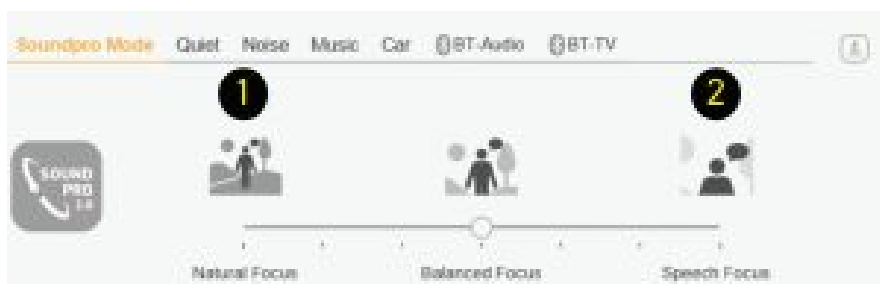 Soundpro Mode Quiet Noise Music Car BT-Audio BT-TV
1 2
SOUND
PRO
Natural Focus Balanced Focus Speech Focus